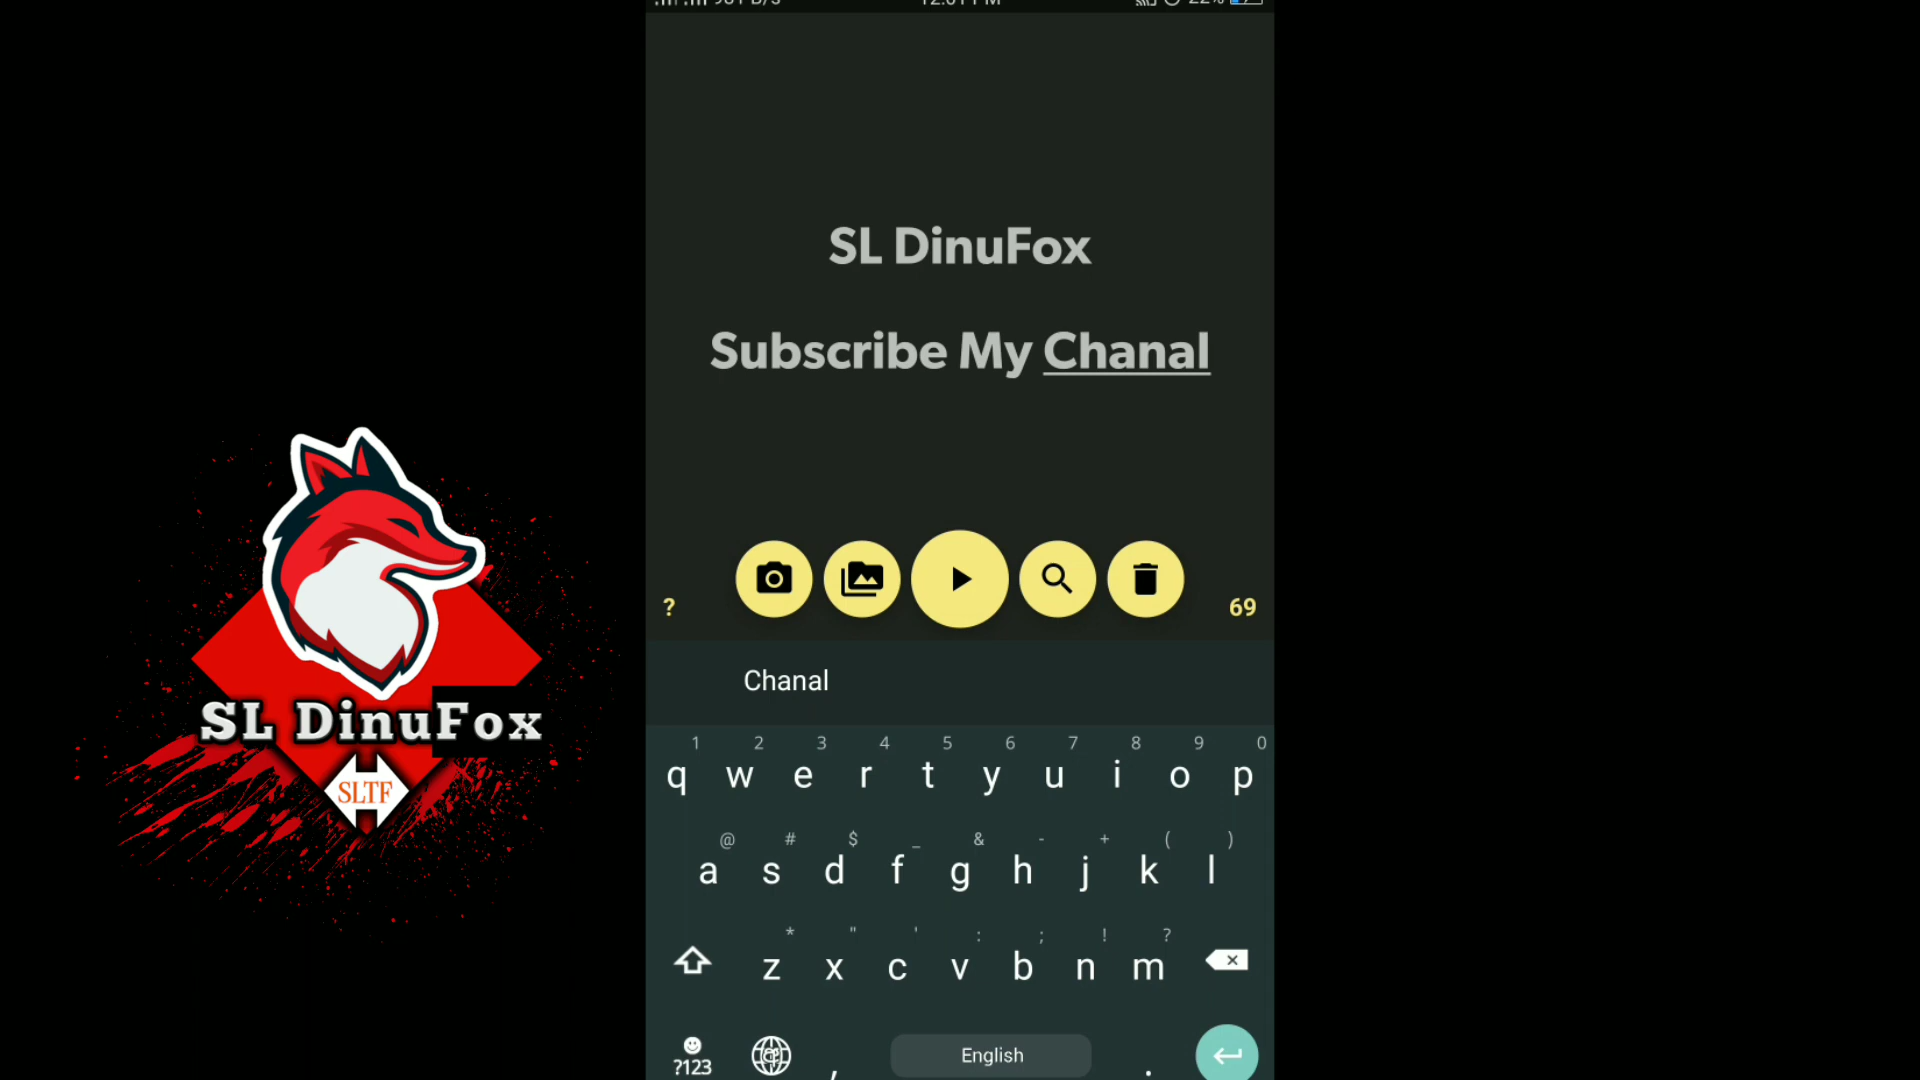 SL DinuFox
Subscribe My Chanal
? 69
Chanal
1 2 3 4 5 6 7 8 9 0
q w e r t y u i o p
@ # $ _ & - + ( )
a s d f g h j k l
* " ' : ; ! ?
z x c v b n m
?123 , English .
SL DinuFox
SLTF